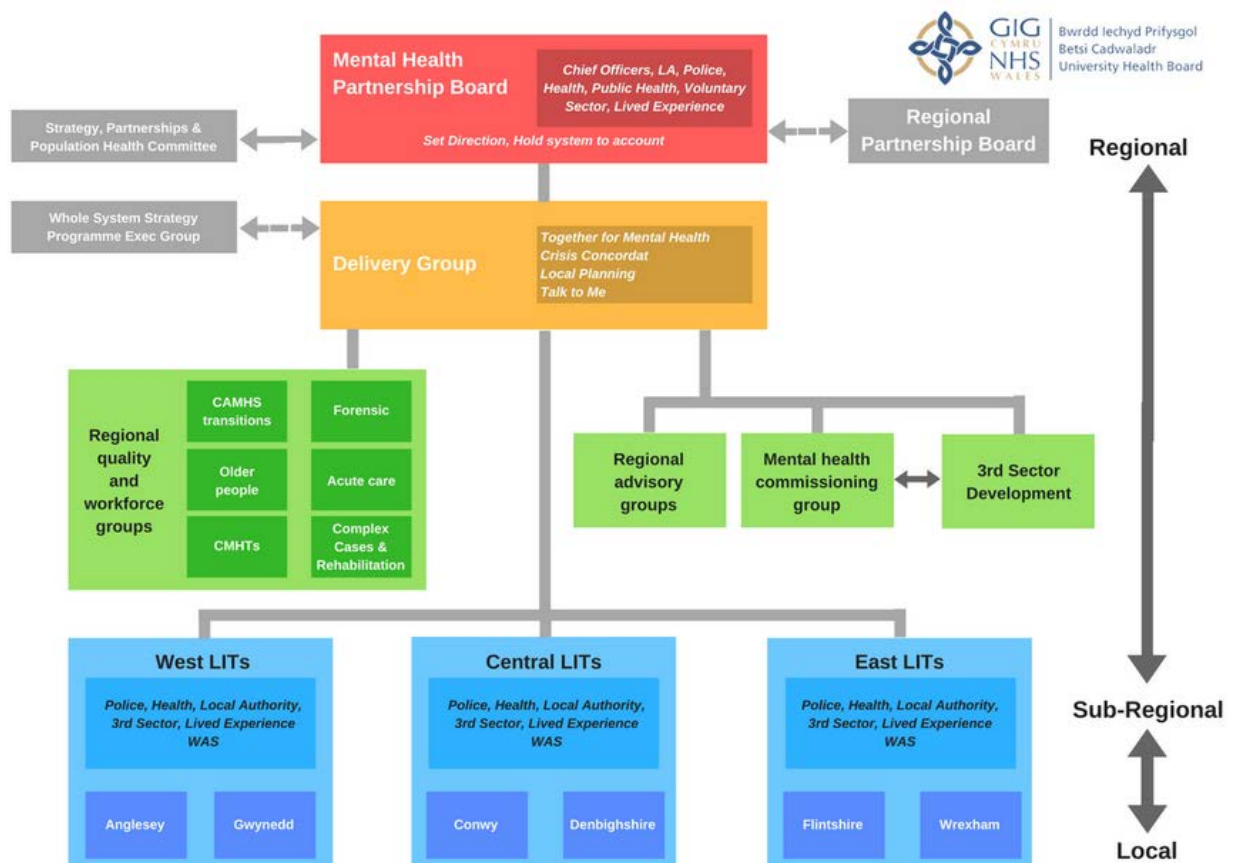 GIG
CYMRU
NHS
WALES
Bwrdd Iechyd Prifysgol
Betsi Cadwaladr
University Health Board
Mental Health
Partnership Board
Chief Officers, LA, Police,
Health, Public Health, Voluntary
Sector, Lived Experience
Set Direction, Hold system to account
Strategy, Partnerships &
Population Health Committee
Regional
Partnership Board
Regional
Whole System Strategy
Programme Exec Group
Delivery Group
Together for Mental Health
Crisis Concordat
Local Planning
Talk to Me
Regional
quality
and
workforce
groups
CAMHS
transitions
Forensic
Older
people
Acute care
CMHTs
Complex
Cases &
Rehabilitation
Regional
advisory
groups
Mental health
commissioning
group
3rd Sector
Development
West LITs
Police, Health, Local Authority,
3rd Sector, Lived Experience
WAS
Anglesey
Gwynedd
Central LITs
Police, Health, Local Authority,
3rd Sector, Lived Experience
WAS
Conwy
Denbighshire
East LITs
Police, Health, Local Authority,
3rd Sector, Lived Experience
WAS
Flintshire
Wrexham
Sub-Regional
Local